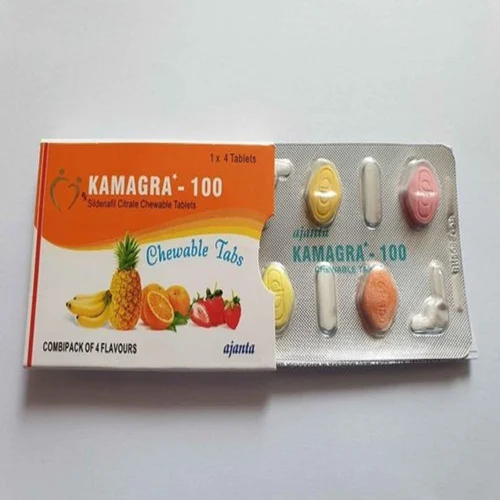 1 x 4 Tablets
KAMAGRA - 100
Sildenafil Citrate Chewable Tablets
Chewable Tabs
COMBIPACK OF 4 FLAVOURS
ajanta
ajanta
KAMAGRA - 100
CHEWABLE TA